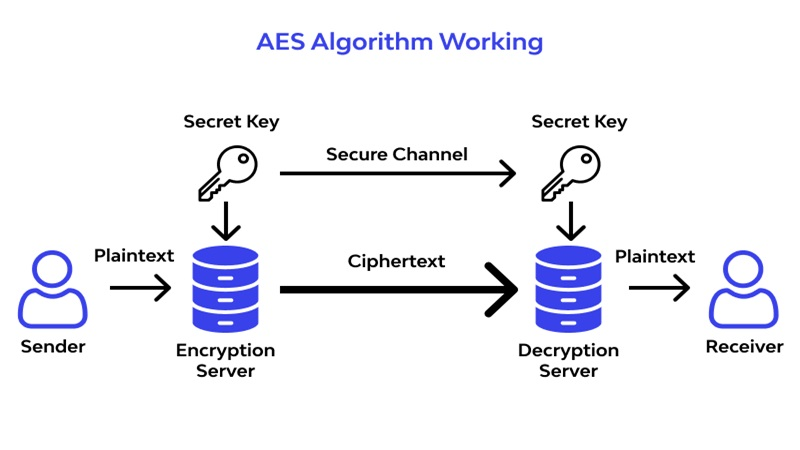 AES Algorithm Working
Secret Key
Secret Key
Secure Channel
Plaintext
Ciphertext
Plaintext
Sender
Encryption
Server
Decryption
Server
Receiver